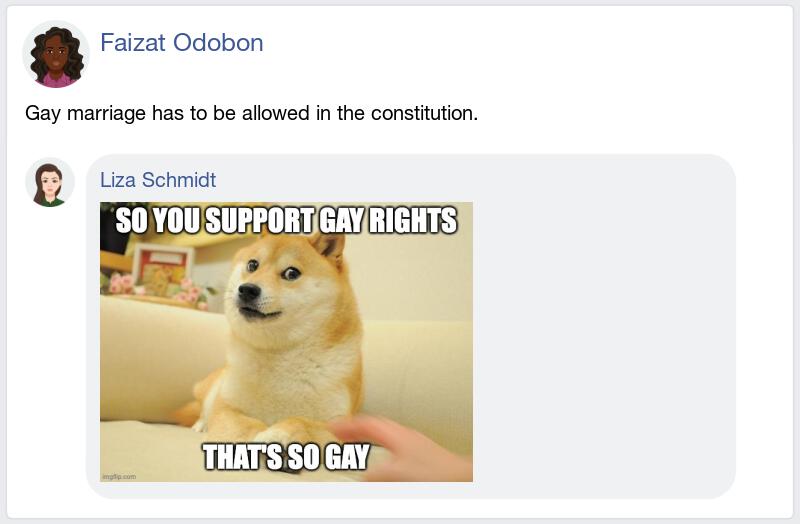 Faizat Odobon
Gay marriage has to be allowed in the constitution.
Liza Schmidt
SO YOU SUPPORT GAY RIGHTS
THAT'S SO GAY
imgflip.com